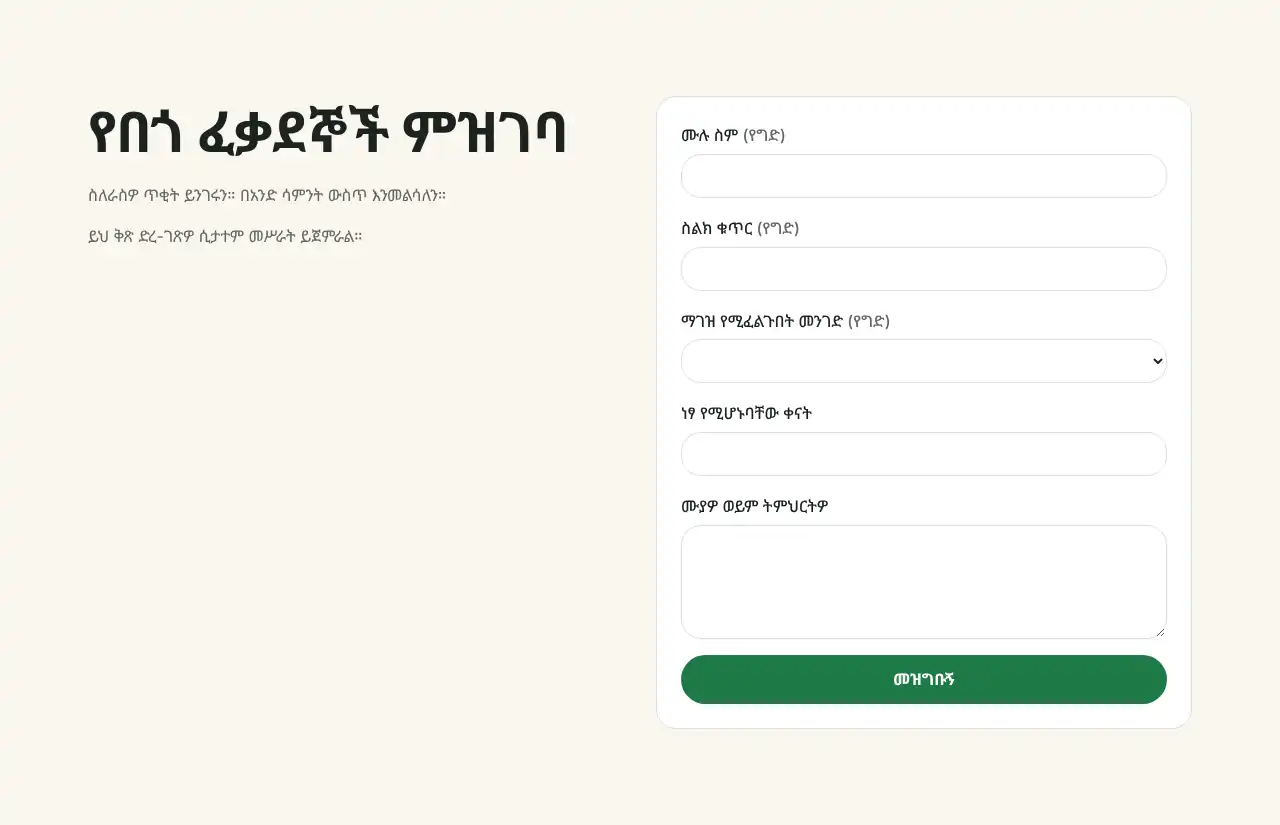 የበጎ ፈቃደኞች ምዝገባ
ስለራስዎ ጥቂት ይንገሩን። በአንድ ሳምንት ውስጥ እንመልሳለን።
ይህ ቅጽ ድረ-ገጽዎ ሲታተም መሥራት ይጀምራል።
ሙሉ ስም (የግድ)
ስልክ ቁጥር (የግድ)
ማገዝ የሚፈልጉበት መንገድ (የግድ)
ነፃ የሚሆኑባቸው ቀናት
ሙያዎ ወይም ትምህርትዎ
መዝግቡኝ